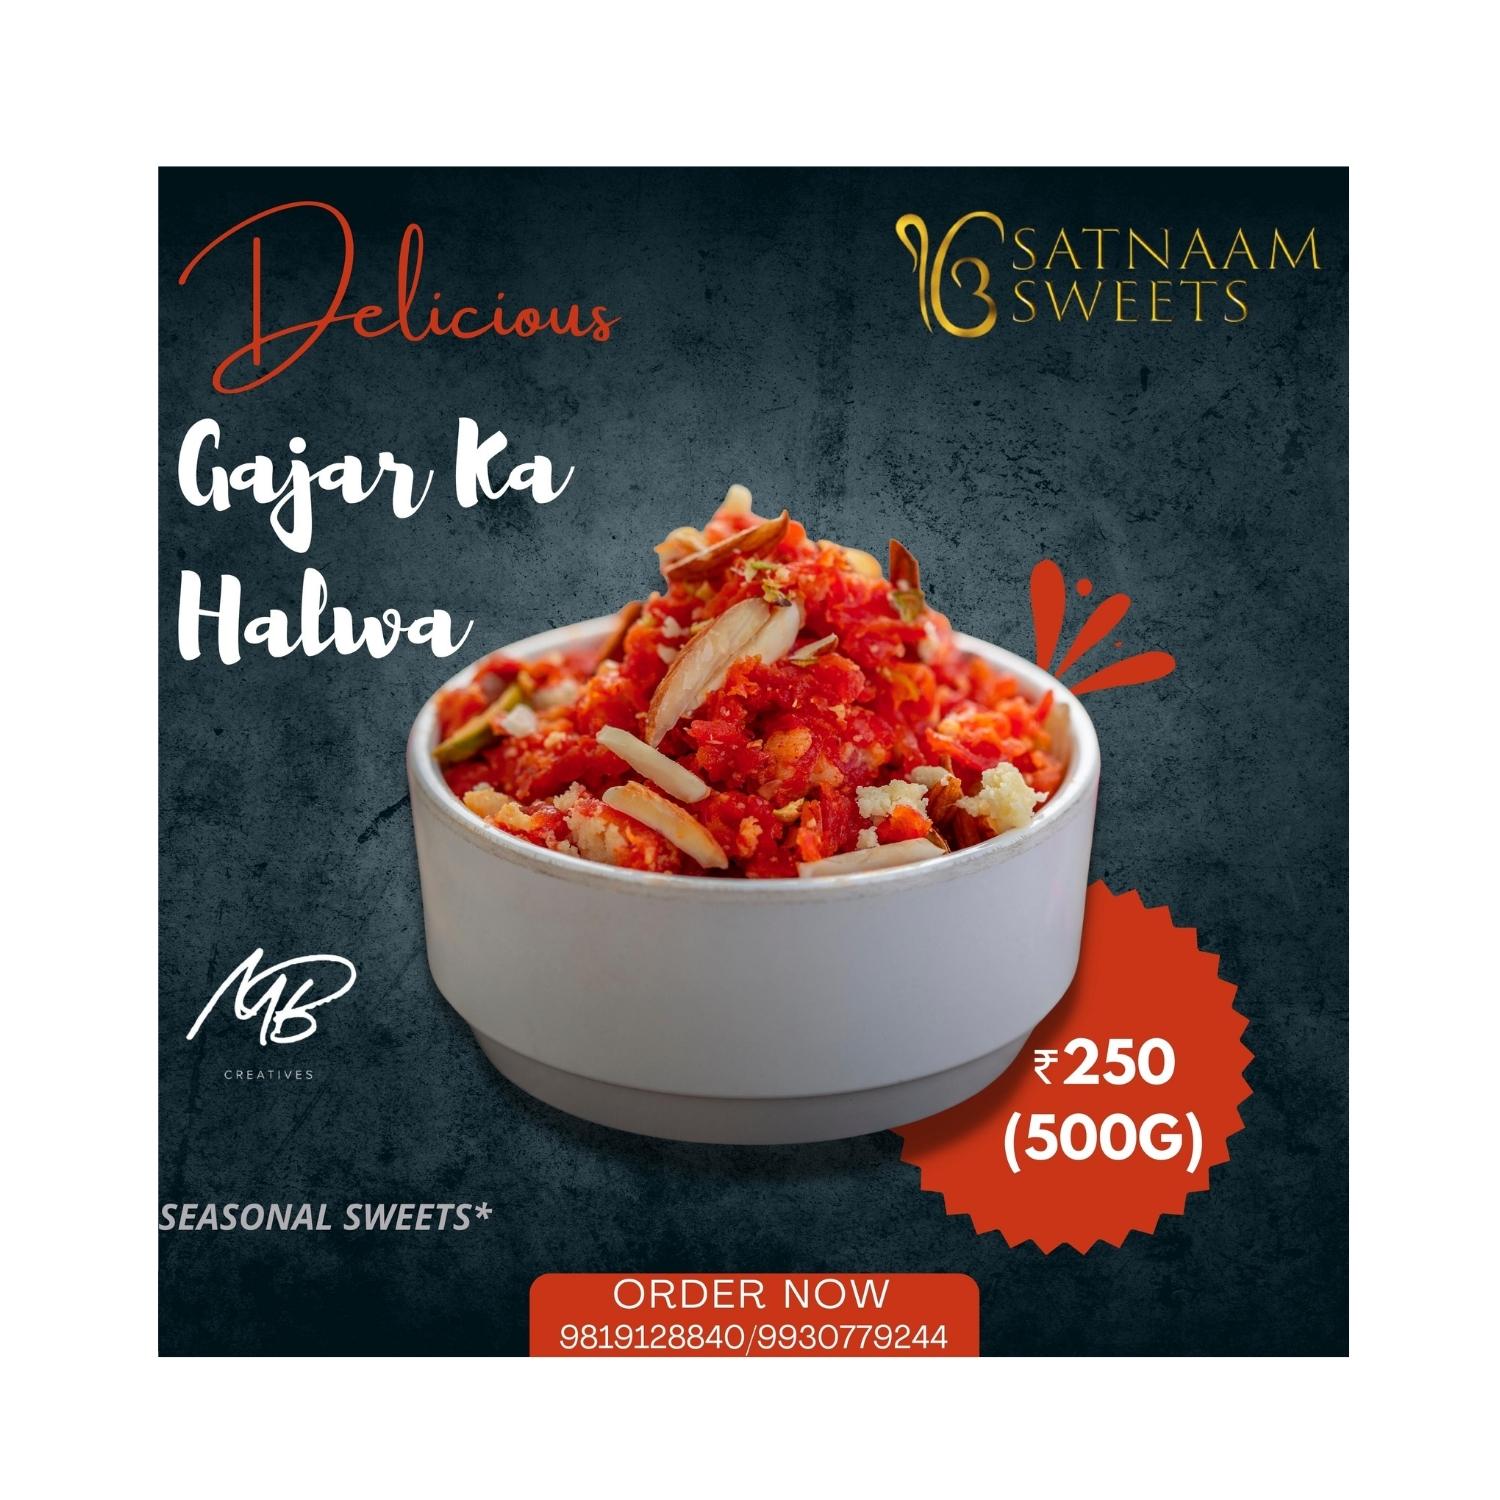 Delicious
SATNAAM
SWEETS
Gajar Ka
Halwa
MB
CREATIVES
₹250
(500G)
SEASONAL SWEETS*
ORDER NOW
9819128840/9930779244